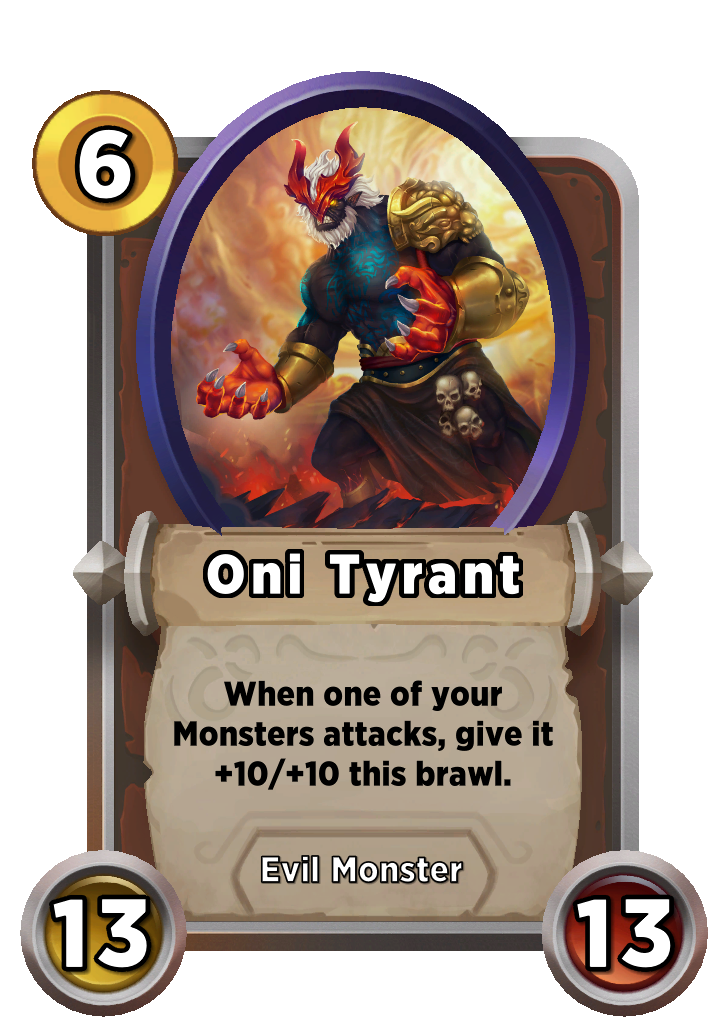 6
Oni Tyrant
When one of your
Monsters attacks, give it
+10/+10 this brawl.
Evil Monster
13
13